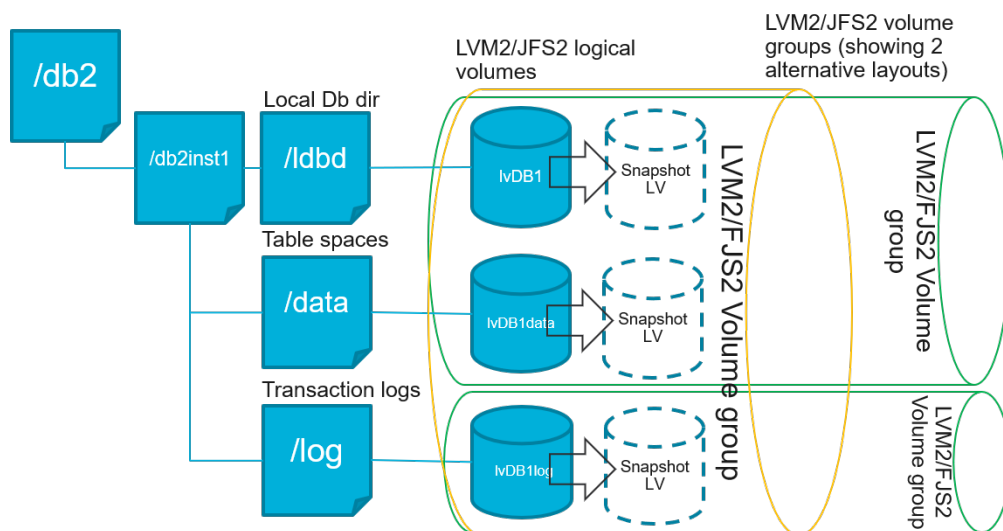 /db2
LVM2/JFS2 logical
volumes
LVM2/JFS2 volume
groups (showing 2
alternative layouts)
Local Db dir
/db2inst1
/ldbd
lvDB1
Snapshot
LV
Table spaces
/data
lvDB1data
Snapshot
LV
Transaction logs
/log
lvDB1log
Snapshot
LV
LVM2/FJS2 Volume group
LVM2/FJS2 Volume
group
LVM2/FJS2
Volume group